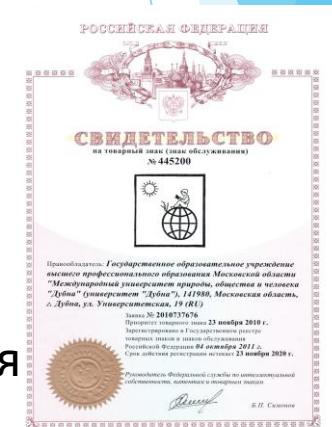 РОССИЙСКАЯ ФЕДЕРАЦИЯ
СВИДЕТЕЛЬСТВО
на товарный знак (знак обслуживания)
№ 445200
Правообладатель: Государственное образовательное учреждение
высшего профессионального образования Московской области
"Международный университет природы, общества и человека
"Дубна" (университет "Дубна"), 141980, Московская область,
г. Дубна, ул. Университетская, 19 (RU)
Заявка № 2010737676
Приоритет товарного знака 23 ноября 2010 г.
Зарегистрировано в Государственном реестре
товарных знаков и знаков обслуживания
Российской Федерации 04 октября 2011 г.
Срок действия регистрации истекает 23 ноября 2020 г.
я
Руководитель Федеральной службы по интеллектуальной
собственности, патентам и товарным знакам
Б.П. Симонов